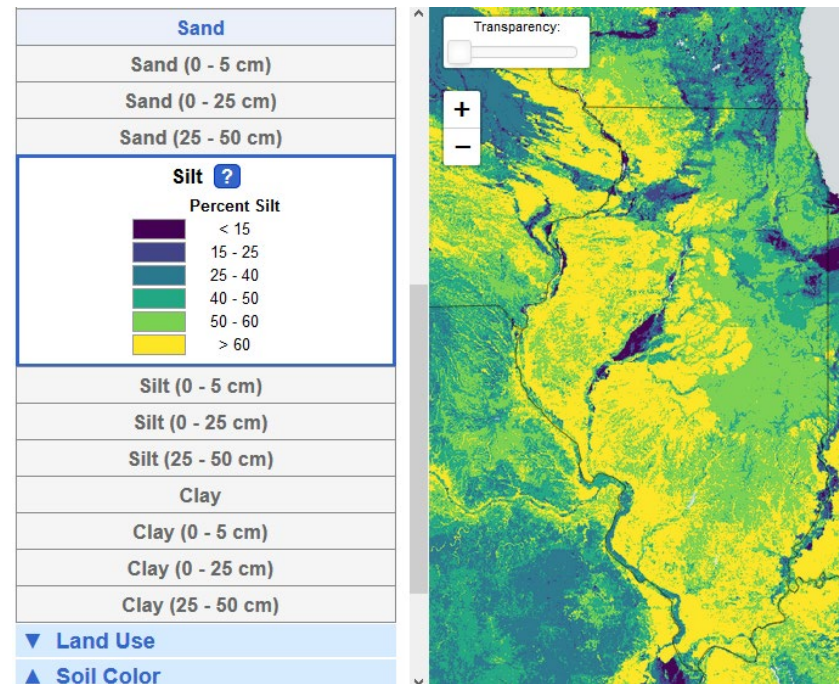 Sand
Sand (0 - 5 cm)
Sand (0 - 25 cm)
Sand (25 - 50 cm)
Silt ?
Percent Silt
< 15
15 - 25
25 - 40
40 - 50
50 - 60
> 60
Silt (0 - 5 cm)
Silt (0 - 25 cm)
Silt (25 - 50 cm)
Clay
Clay (0 - 5 cm)
Clay (0 - 25 cm)
Clay (25 - 50 cm)
▼ Land Use
▲ Soil Color
Transparency:
+
−